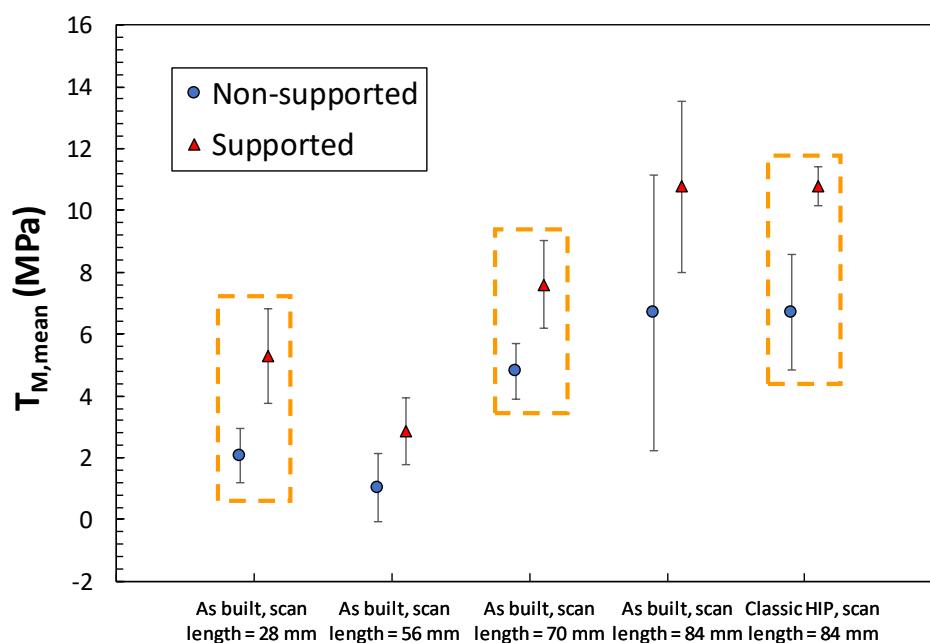 16
14
12
10
8
6
4
2
0
-2
T_M,mean (MPa)
Non-supported
Supported
As built, scan
length = 28 mm
As built, scan
length = 56 mm
As built, scan
length = 70 mm
As built, scan
length = 84 mm
Classic HIP, scan
length = 84 mm